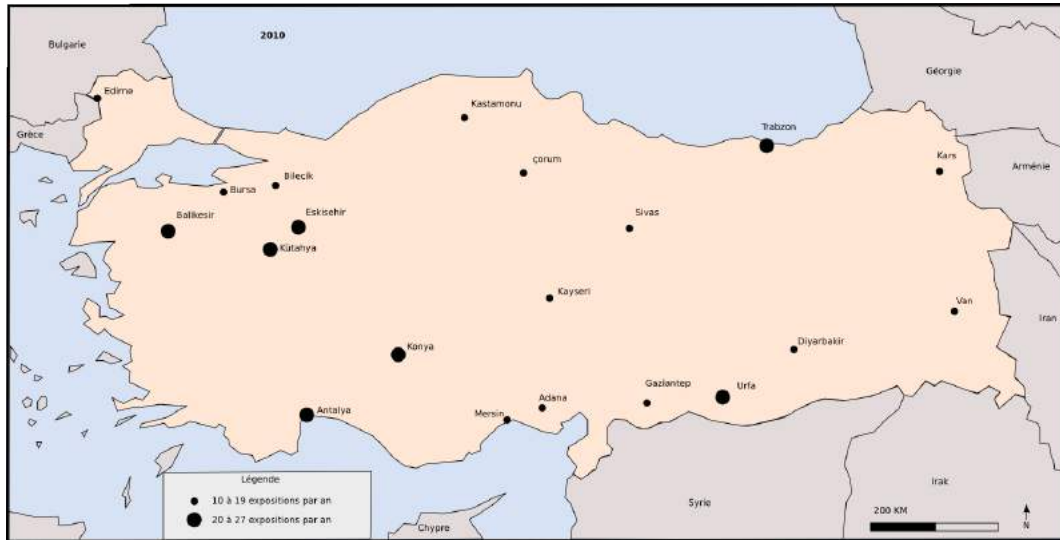 2010
Bulgarie
Géorgie
Edirne
Kastamonu
Trabzon
Grèce
çorum
Kars
Arménie
Bilecik
Bursa
Balikesir
Eskisehir
Sivas
Kütahya
Kayseri
Van
Iran
Konya
Diyarbakir
Gaziantep
Urfa
Adana
Antalya
Mersin
Légende
10 à 19 expositions par an
20 à 27 expositions par an
Chypre
Syrie
Irak
200 KM
N